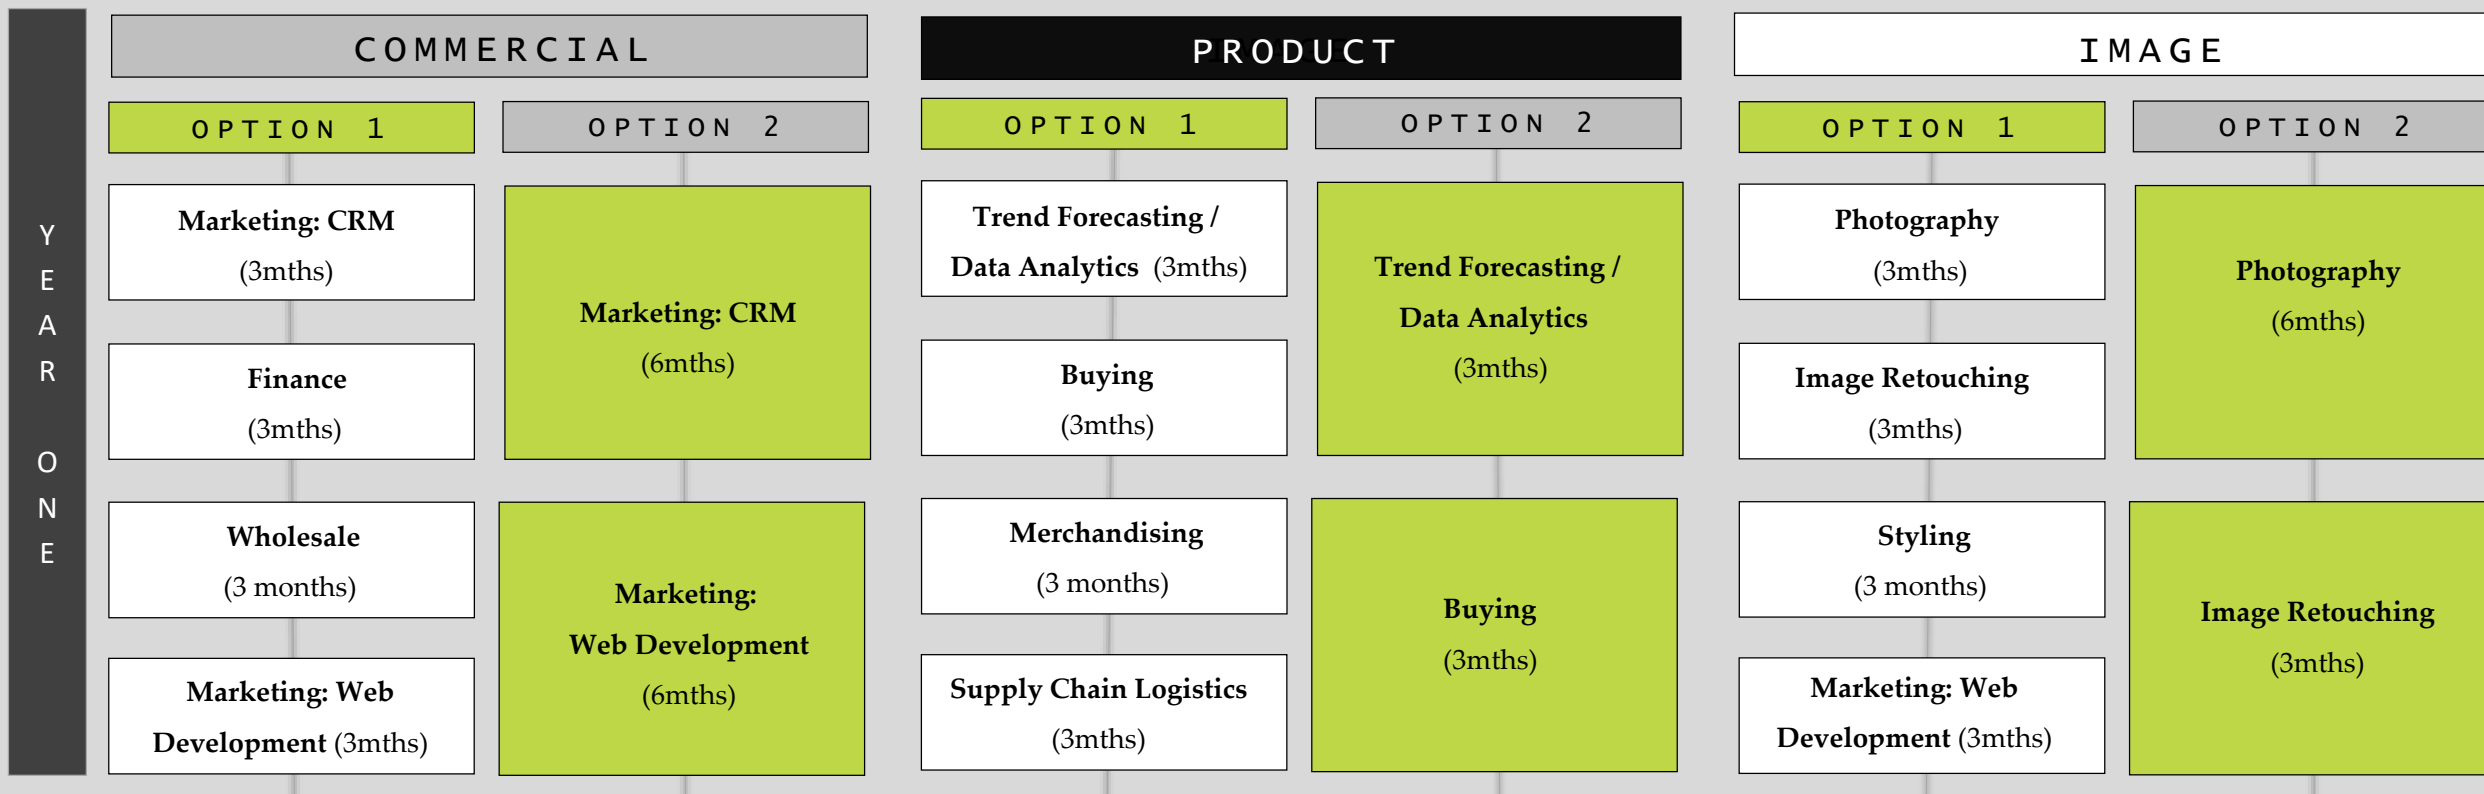 YEAR ONE
COMMERCIAL
OPTION 1
Marketing: CRM
(3mths)
Finance
(3mths)
Wholesale
(3 months)
Marketing: Web
Development (3mths)
OPTION 2
Marketing: CRM
(6mths)
Marketing:
Web Development
(6mths)
PRODUCT
OPTION 1
Trend Forecasting /
Data Analytics (3mths)
Buying
(3mths)
Merchandising
(3 months)
Supply Chain Logistics
(3mths)
OPTION 2
Trend Forecasting /
Data Analytics
(3mths)
Buying
(3mths)
IMAGE
OPTION 1
Photography
(3mths)
Image Retouching
(3mths)
Styling
(3 months)
Marketing: Web
Development (3mths)
OPTION 2
Photography
(6mths)
Image Retouching
(3mths)